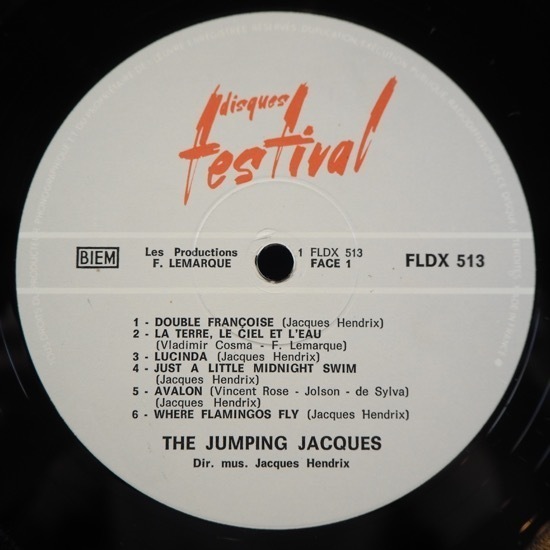 disques
festival
BIEM
Les Productions
F. LEMARQUE
1 FLDX 513
FACE 1
FLDX 513
1 - DOUBLE FRANÇOISE (Jacques Hendrix)
2 - LA TERRE, LE CIEL ET L'EAU
(Vladimir Cosma - F. Lemarque)
3 - LUCINDA (Jacques Hendrix)
4 - JUST A LITTLE MIDNIGHT SWIM
(Jacques Hendrix)
5 - AVALON (Vincent Rose - Jolson - de Sylva)
(Jacques Hendrix)
6 - WHERE FLAMINGOS FLY (Jacques Hendrix)
THE JUMPING JACQUES
Dir. mus. Jacques Hendrix